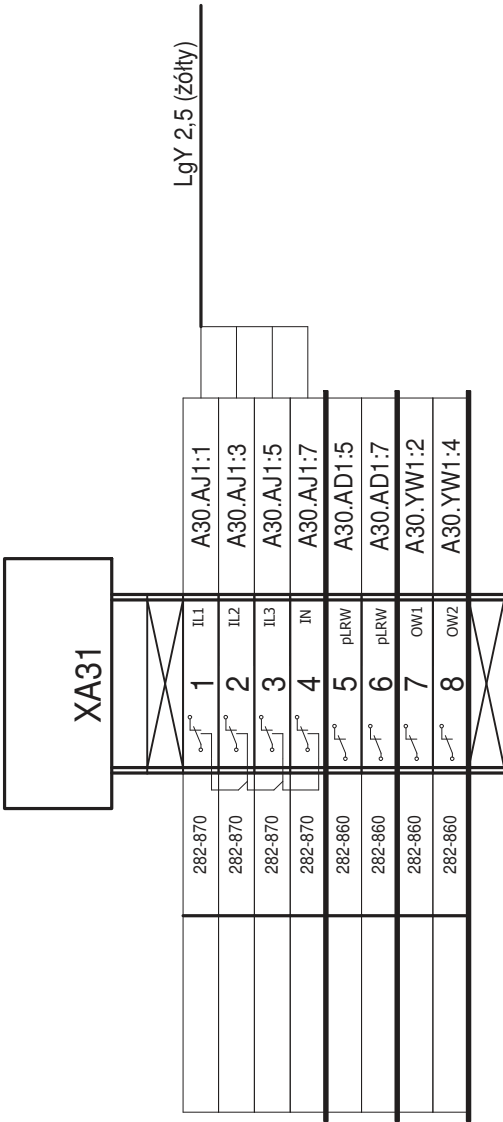 LgY 2,5 (żółty)
XA31
282-870 1 IL1 A30.AJ1:1
282-870 2 IL2 A30.AJ1:3
282-870 3 IL3 A30.AJ1:5
282-870 4 IN A30.AJ1:7
282-860 5 pLRW A30.AD1:5
282-860 6 pLRW A30.AD1:7
282-860 7 OW1 A30.YW1:2
282-860 8 OW2 A30.YW1:4